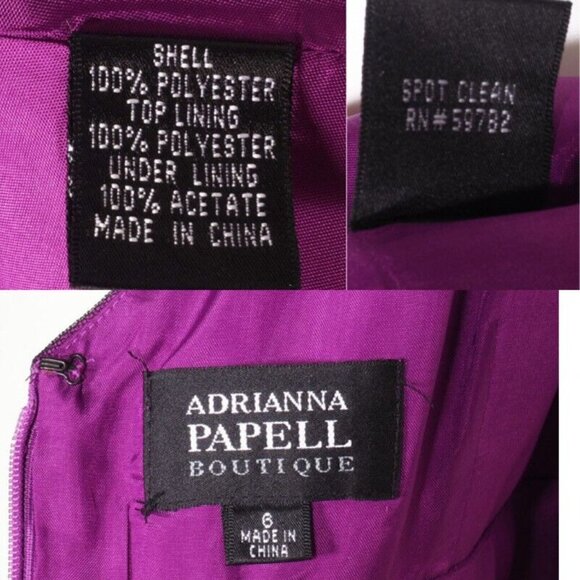 SHELL
100% POLYESTER
TOP LINING
100% POLYESTER
UNDER LINING
100% ACETATE
MADE IN CHINA
SPOT CLEAN
RN#59782
ADRIANNA
PAPELL
BOUTIQUE
6
MADE IN
CHINA